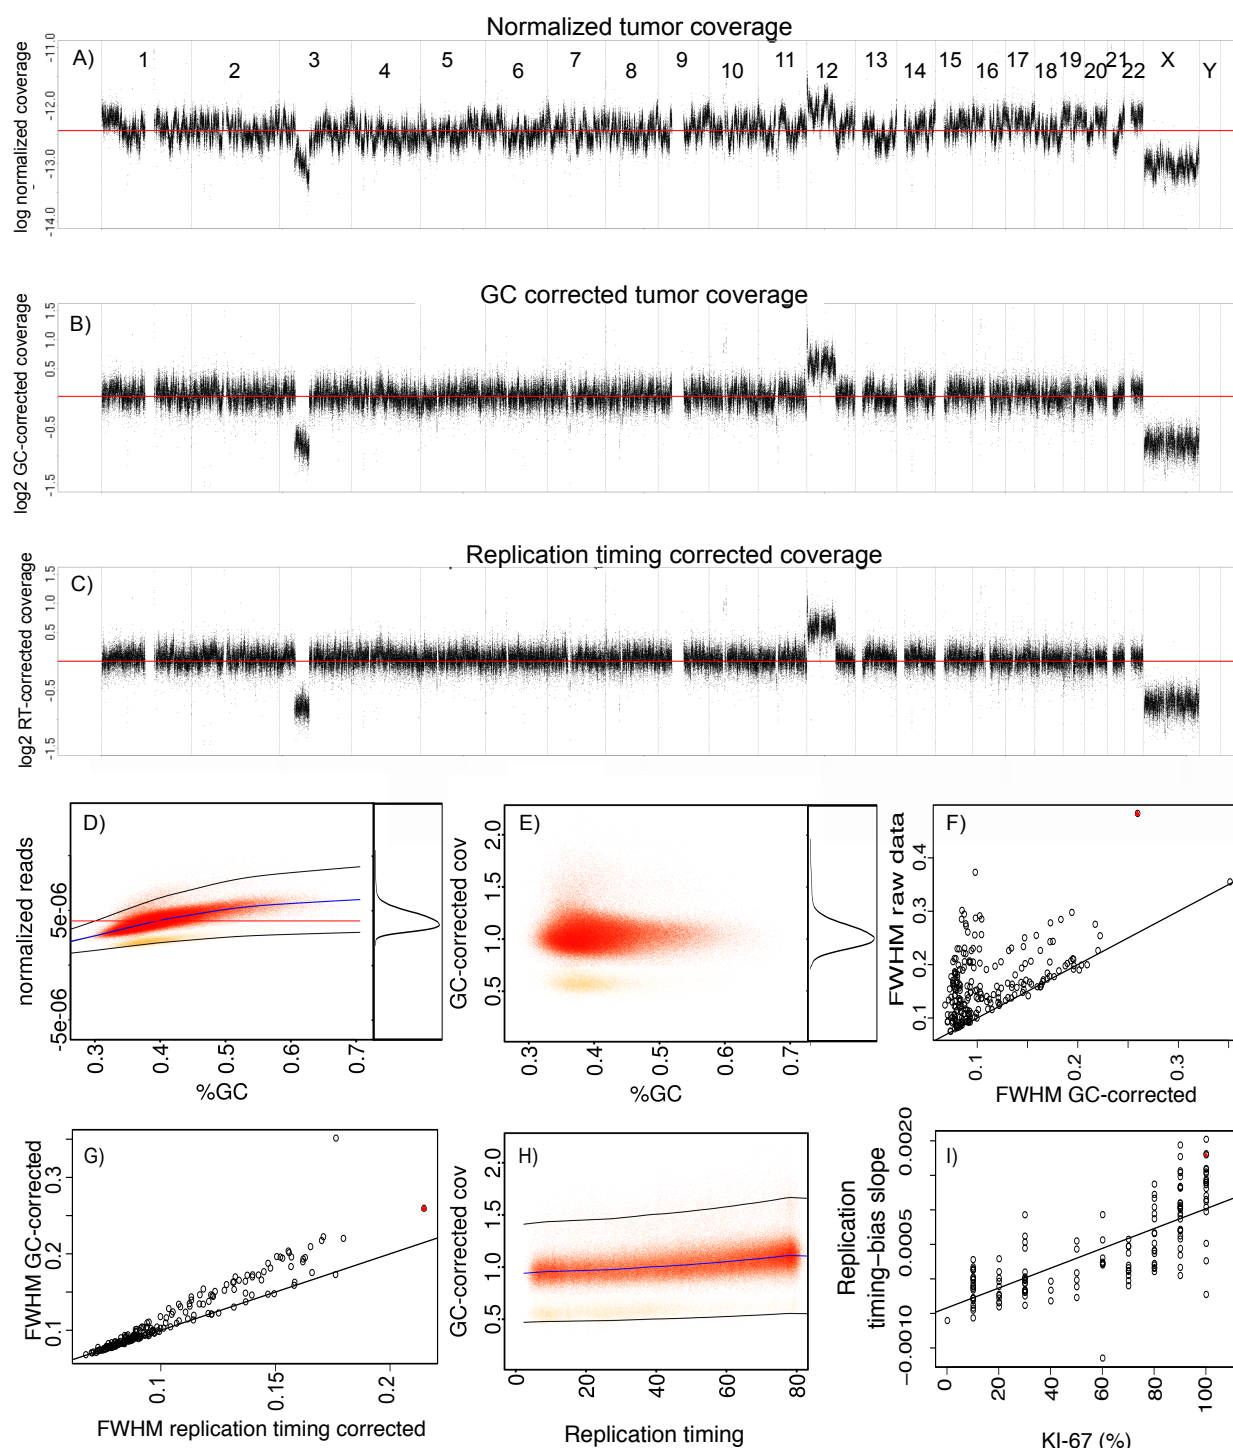 Normalized tumor coverage
A)
1 2 3 4 5 6 7 8 9 10 11 12 13 14 15 16 17 18 19 20 21 22 X Y
log normalized coverage
-11.0
-12.0
-13.0
-14.0
GC corrected tumor coverage
B)
log2 GC-corrected coverage
1.5
1.0
0.5
-0.5
-1.5
Replication timing corrected coverage
C)
log2 RT-corrected coverage
1.5
1.0
0.5
-0.5
-1.5
D)
normalized reads
5e-06
-5e-06
0.3 0.4 0.5 0.6 0.7
%GC
E)
GC-corrected cov
2.0
1.5
1.0
0.5
0.3 0.4 0.5 0.6 0.7
%GC
F)
FWHM raw data
0.4
0.3
0.2
0.1
0.1 0.2 0.3
FWHM GC-corrected
G)
FWHM GC-corrected
0.3
0.2
0.1
0.1 0.15 0.2
FWHM replication timing corrected
H)
GC-corrected cov
2.0
1.5
1.0
0.5
0 20 40 60 80
Replication timing
I)
Replication
timing–bias slope
0.0020
0.0005
−0.0010
0 20 40 60 80 100
KI-67 (%)